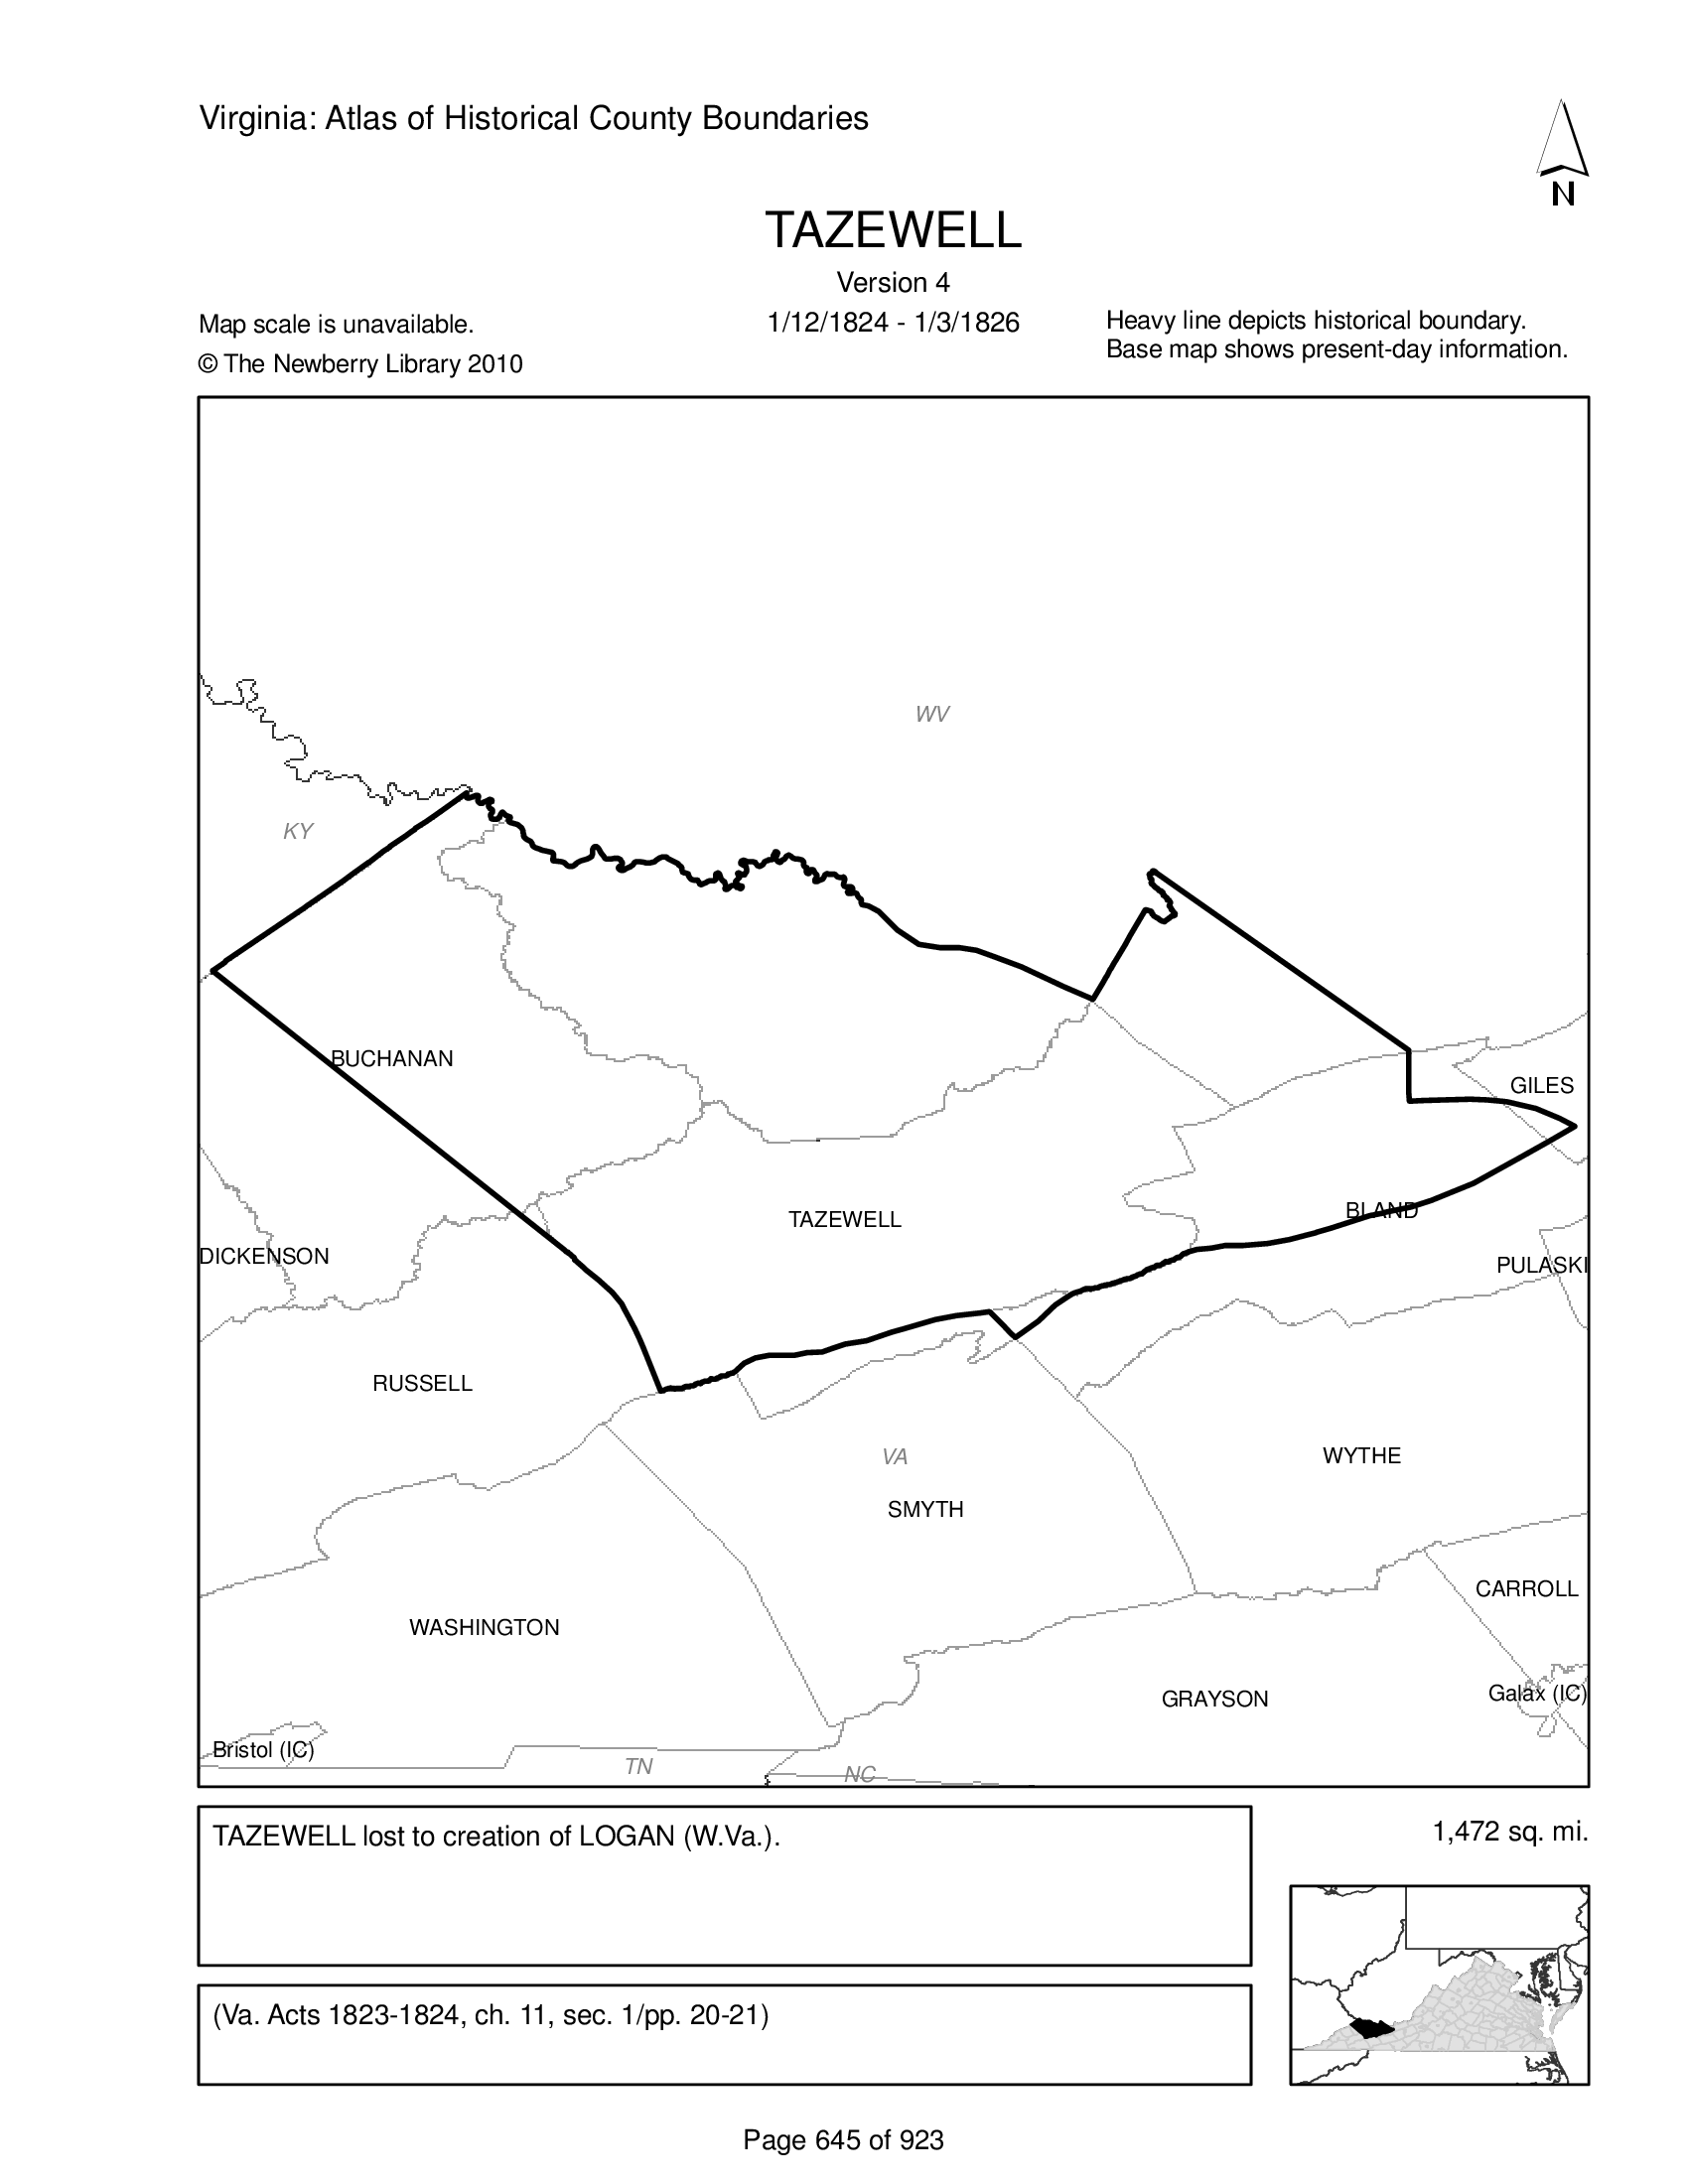 Virginia: Atlas of Historical County Boundaries
N
TAZEWELL
Version 4
1/12/1824 - 1/3/1826
Map scale is unavailable.
© The Newberry Library 2010
Heavy line depicts historical boundary.
Base map shows present-day information.
WV
KY
BUCHANAN
GILES
TAZEWELL
BLAND
DICKENSON
PULASKI
RUSSELL
VA
WYTHE
SMYTH
CARROLL
WASHINGTON
GRAYSON
Galax (IC)
Bristol (IC)
TN
NC
TAZEWELL lost to creation of LOGAN (W.Va.).
1,472 sq. mi.
(Va. Acts 1823-1824, ch. 11, sec. 1/pp. 20-21)
Page 645 of 923